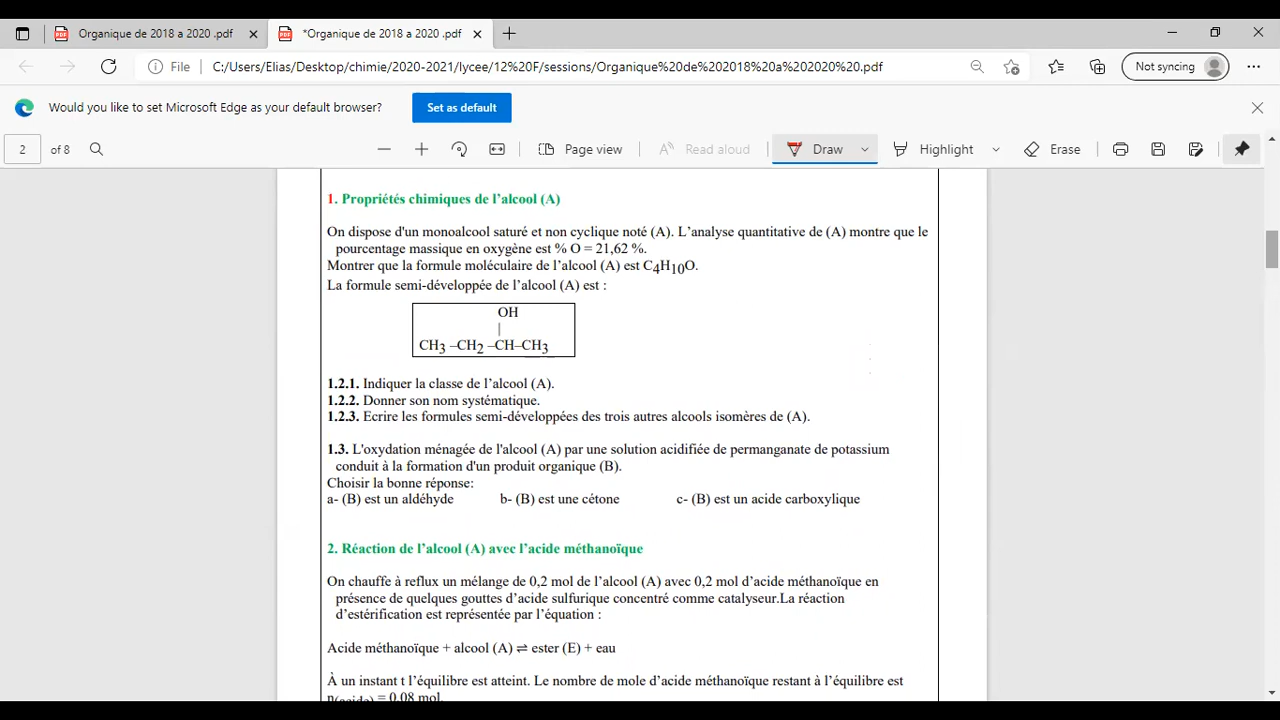 Organique de 2018 a 2020 .pdf
*Organique de 2018 a 2020 .pdf
File
C:/Users/Elias/Desktop/chimie/2020-2021/lycee/12%20F/sessions/Organique%20de%202018%20a%202020%20.pdf
Not syncing
Would you like to set Microsoft Edge as your default browser?
Set as default
2 of 8
Page view
Read aloud
Draw
Highlight
Erase
1. Propriétés chimiques de l’alcool (A)
On dispose d'un monoalcool saturé et non cyclique noté (A). L’analyse quantitative de (A) montre que le
pourcentage massique en oxygène est % O = 21,62 %.
Montrer que la formule moléculaire de l’alcool (A) est C4H10O.
La formule semi-développée de l’alcool (A) est :
OH
|
CH3 –CH2 –CH–CH3
1.2.1. Indiquer la classe de l’alcool (A).
1.2.2. Donner son nom systématique.
1.2.3. Ecrire les formules semi-développées des trois autres alcools isomères de (A).
1.3. L'oxydation ménagée de l'alcool (A) par une solution acidifiée de permanganate de potassium
conduit à la formation d'un produit organique (B).
Choisir la bonne réponse:
a- (B) est un aldéhyde b- (B) est une cétone c- (B) est un acide carboxylique
2. Réaction de l’alcool (A) avec l’acide méthanoïque
On chauffe à reflux un mélange de 0,2 mol de l’alcool (A) avec 0,2 mol d’acide méthanoïque en
présence de quelques gouttes d’acide sulfurique concentré comme catalyseur.La réaction
d’estérification est représentée par l’équation :
Acide méthanoïque + alcool (A) ⇌ ester (E) + eau
À un instant t l’équilibre est atteint. Le nombre de mole d’acide méthanoïque restant à l’équilibre est
n(acide) = 0,08 mol.